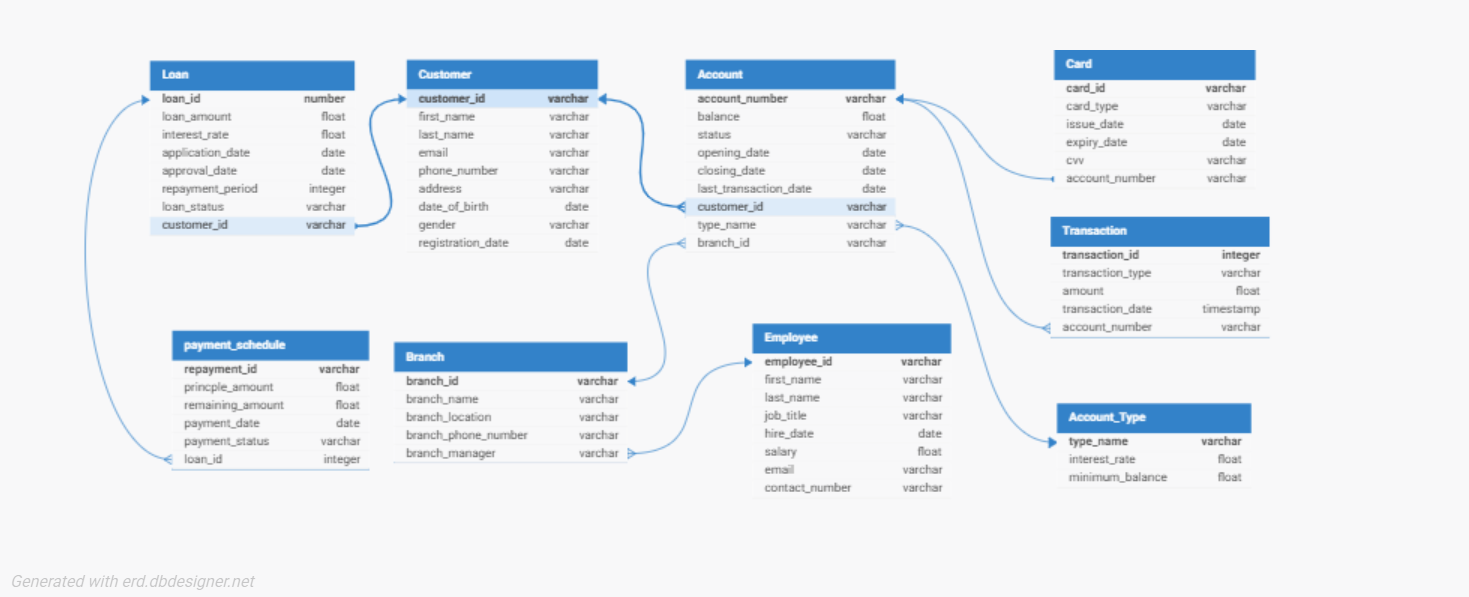 Loan
loan_id number
loan_amount float
interest_rate float
application_date date
approval_date date
repayment_period integer
loan_status varchar
customer_id varchar
Customer
customer_id varchar
first_name varchar
last_name varchar
email varchar
phone_number varchar
address varchar
date_of_birth date
gender varchar
registration_date date
Account
account_number varchar
balance float
status varchar
opening_date date
closing_date date
last_transaction_date date
customer_id varchar
type_name varchar
branch_id varchar
Card
card_id varchar
card_type varchar
issue_date date
expiry_date date
cvv varchar
account_number varchar
Transaction
transaction_id integer
transaction_type varchar
amount float
transaction_date timestamp
account_number varchar
payment_schedule
repayment_id varchar
princple_amount float
remaining_amount float
payment_date date
payment_status varchar
loan_id integer
Branch
branch_id varchar
branch_name varchar
branch_location varchar
branch_phone_number varchar
branch_manager varchar
Employee
employee_id varchar
first_name varchar
last_name varchar
job_title varchar
hire_date date
salary float
email varchar
contact_number varchar
Account_Type
type_name varchar
interest_rate float
minimum_balance float
Generated with erd.dbdesigner.net